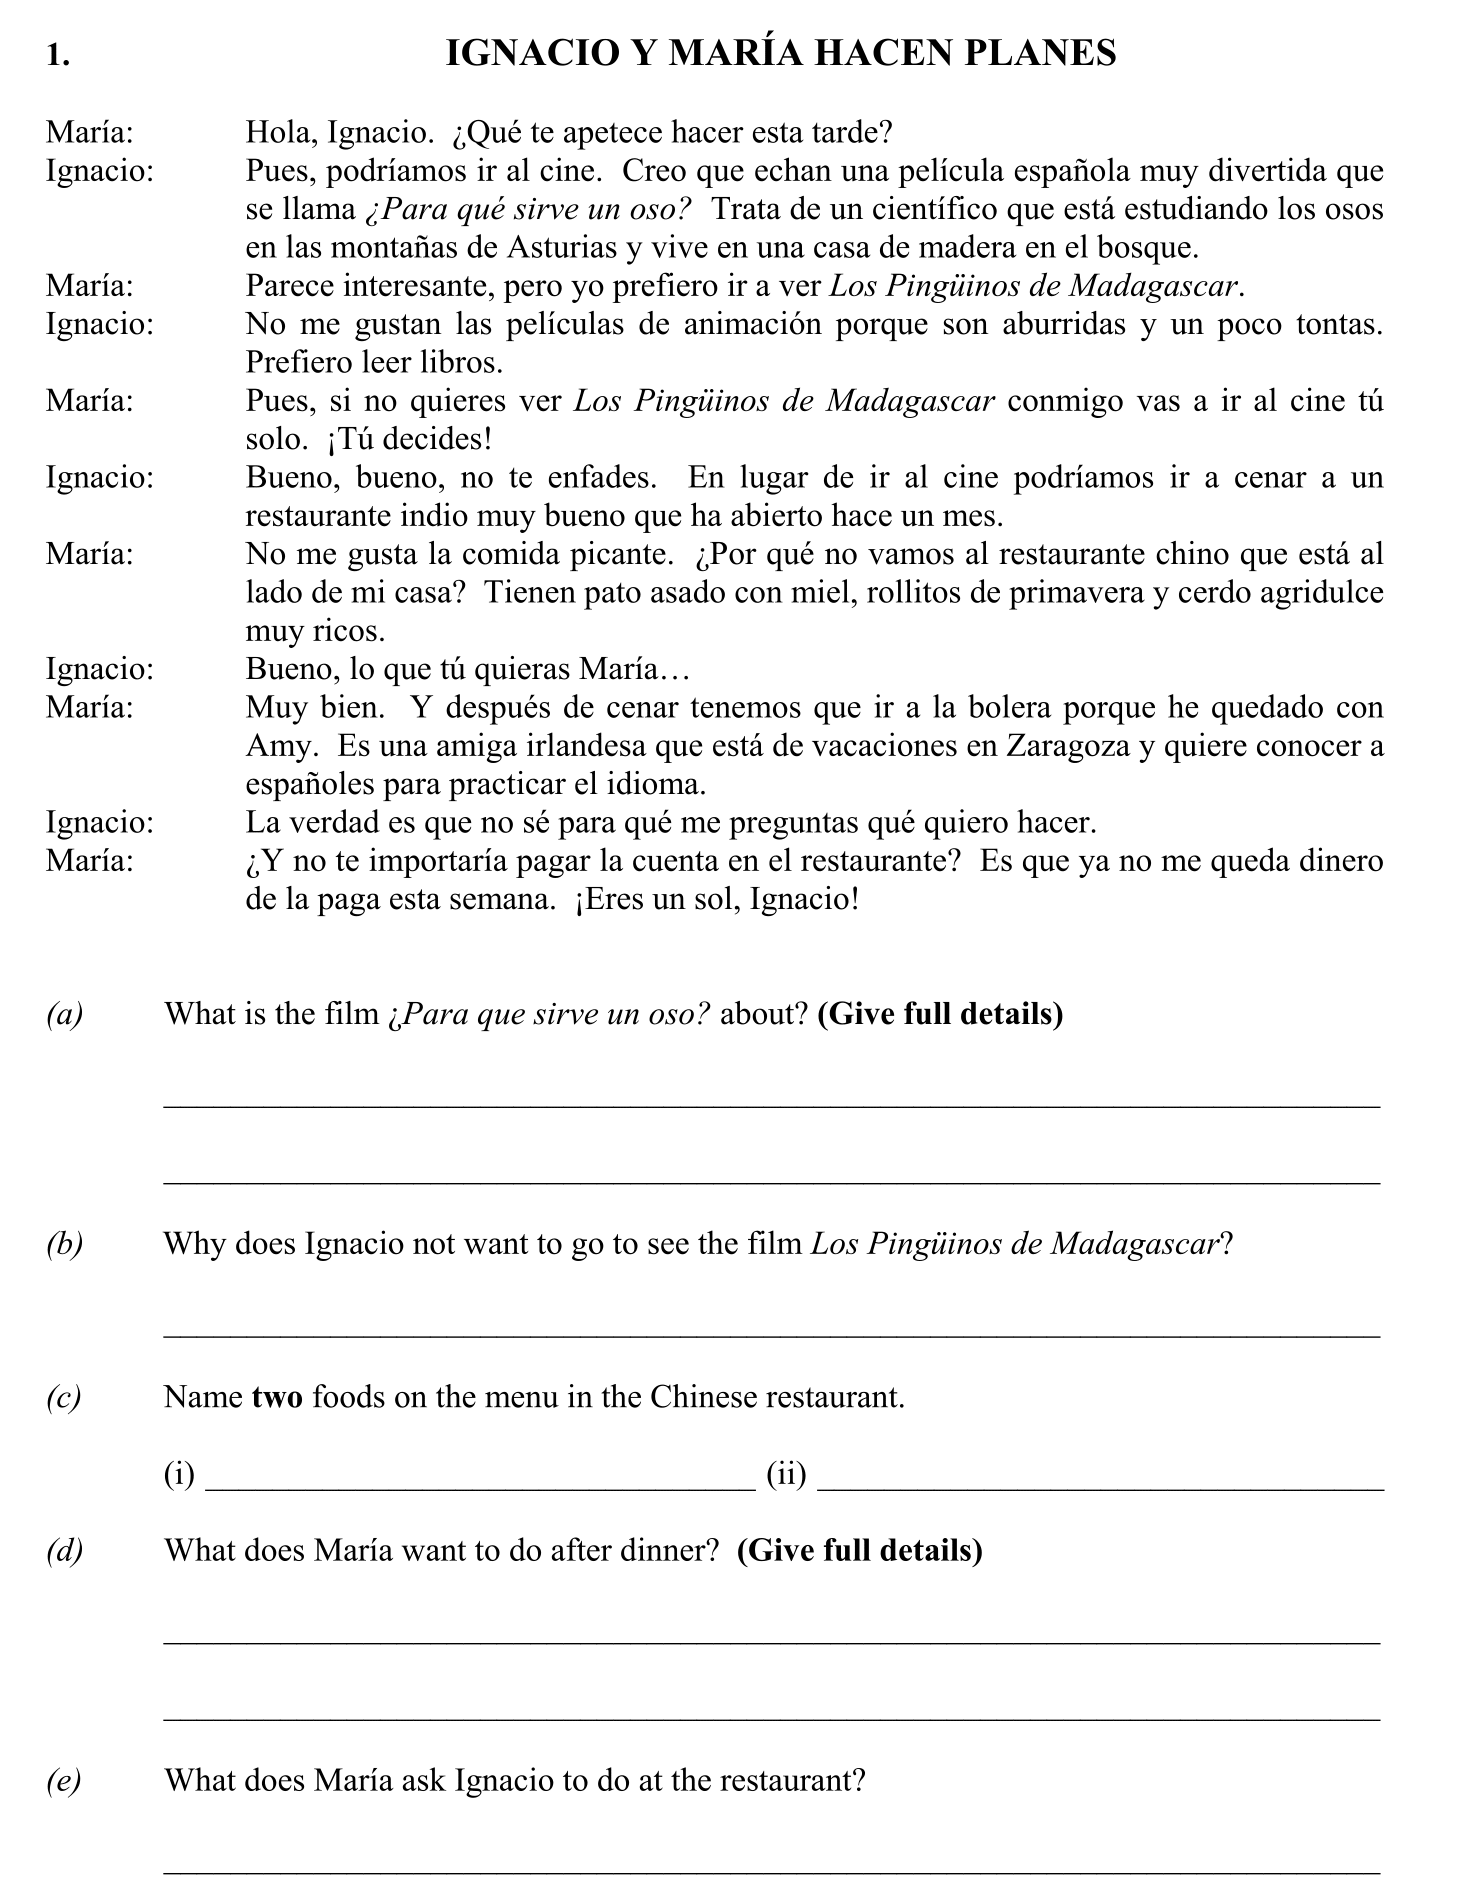 1. IGNACIO Y MARÍA HACEN PLANES
María: Hola, Ignacio. ¿Qué te apetece hacer esta tarde?
Ignacio: Pues, podríamos ir al cine. Creo que echan una película española muy divertida que
se llama ¿Para qué sirve un oso? Trata de un científico que está estudiando los osos
en las montañas de Asturias y vive en una casa de madera en el bosque.
María: Parece interesante, pero yo prefiero ir a ver Los Pingüinos de Madagascar.
Ignacio: No me gustan las películas de animación porque son aburridas y un poco tontas.
Prefiero leer libros.
María: Pues, si no quieres ver Los Pingüinos de Madagascar conmigo vas a ir al cine tú
solo. ¡Tú decides!
Ignacio: Bueno, bueno, no te enfades. En lugar de ir al cine podríamos ir a cenar a un
restaurante indio muy bueno que ha abierto hace un mes.
María: No me gusta la comida picante. ¿Por qué no vamos al restaurante chino que está al
lado de mi casa? Tienen pato asado con miel, rollitos de primavera y cerdo agridulce
muy ricos.
Ignacio: Bueno, lo que tú quieras María…
María: Muy bien. Y después de cenar tenemos que ir a la bolera porque he quedado con
Amy. Es una amiga irlandesa que está de vacaciones en Zaragoza y quiere conocer a
españoles para practicar el idioma.
Ignacio: La verdad es que no sé para qué me preguntas qué quiero hacer.
María: ¿Y no te importaría pagar la cuenta en el restaurante? Es que ya no me queda dinero
de la paga esta semana. ¡Eres un sol, Ignacio!
(a) What is the film ¿Para que sirve un oso? about? (Give full details)
(b) Why does Ignacio not want to go to see the film Los Pingüinos de Madagascar?
(c) Name two foods on the menu in the Chinese restaurant.
(i) (ii)
(d) What does María want to do after dinner? (Give full details)
(e) What does María ask Ignacio to do at the restaurant?